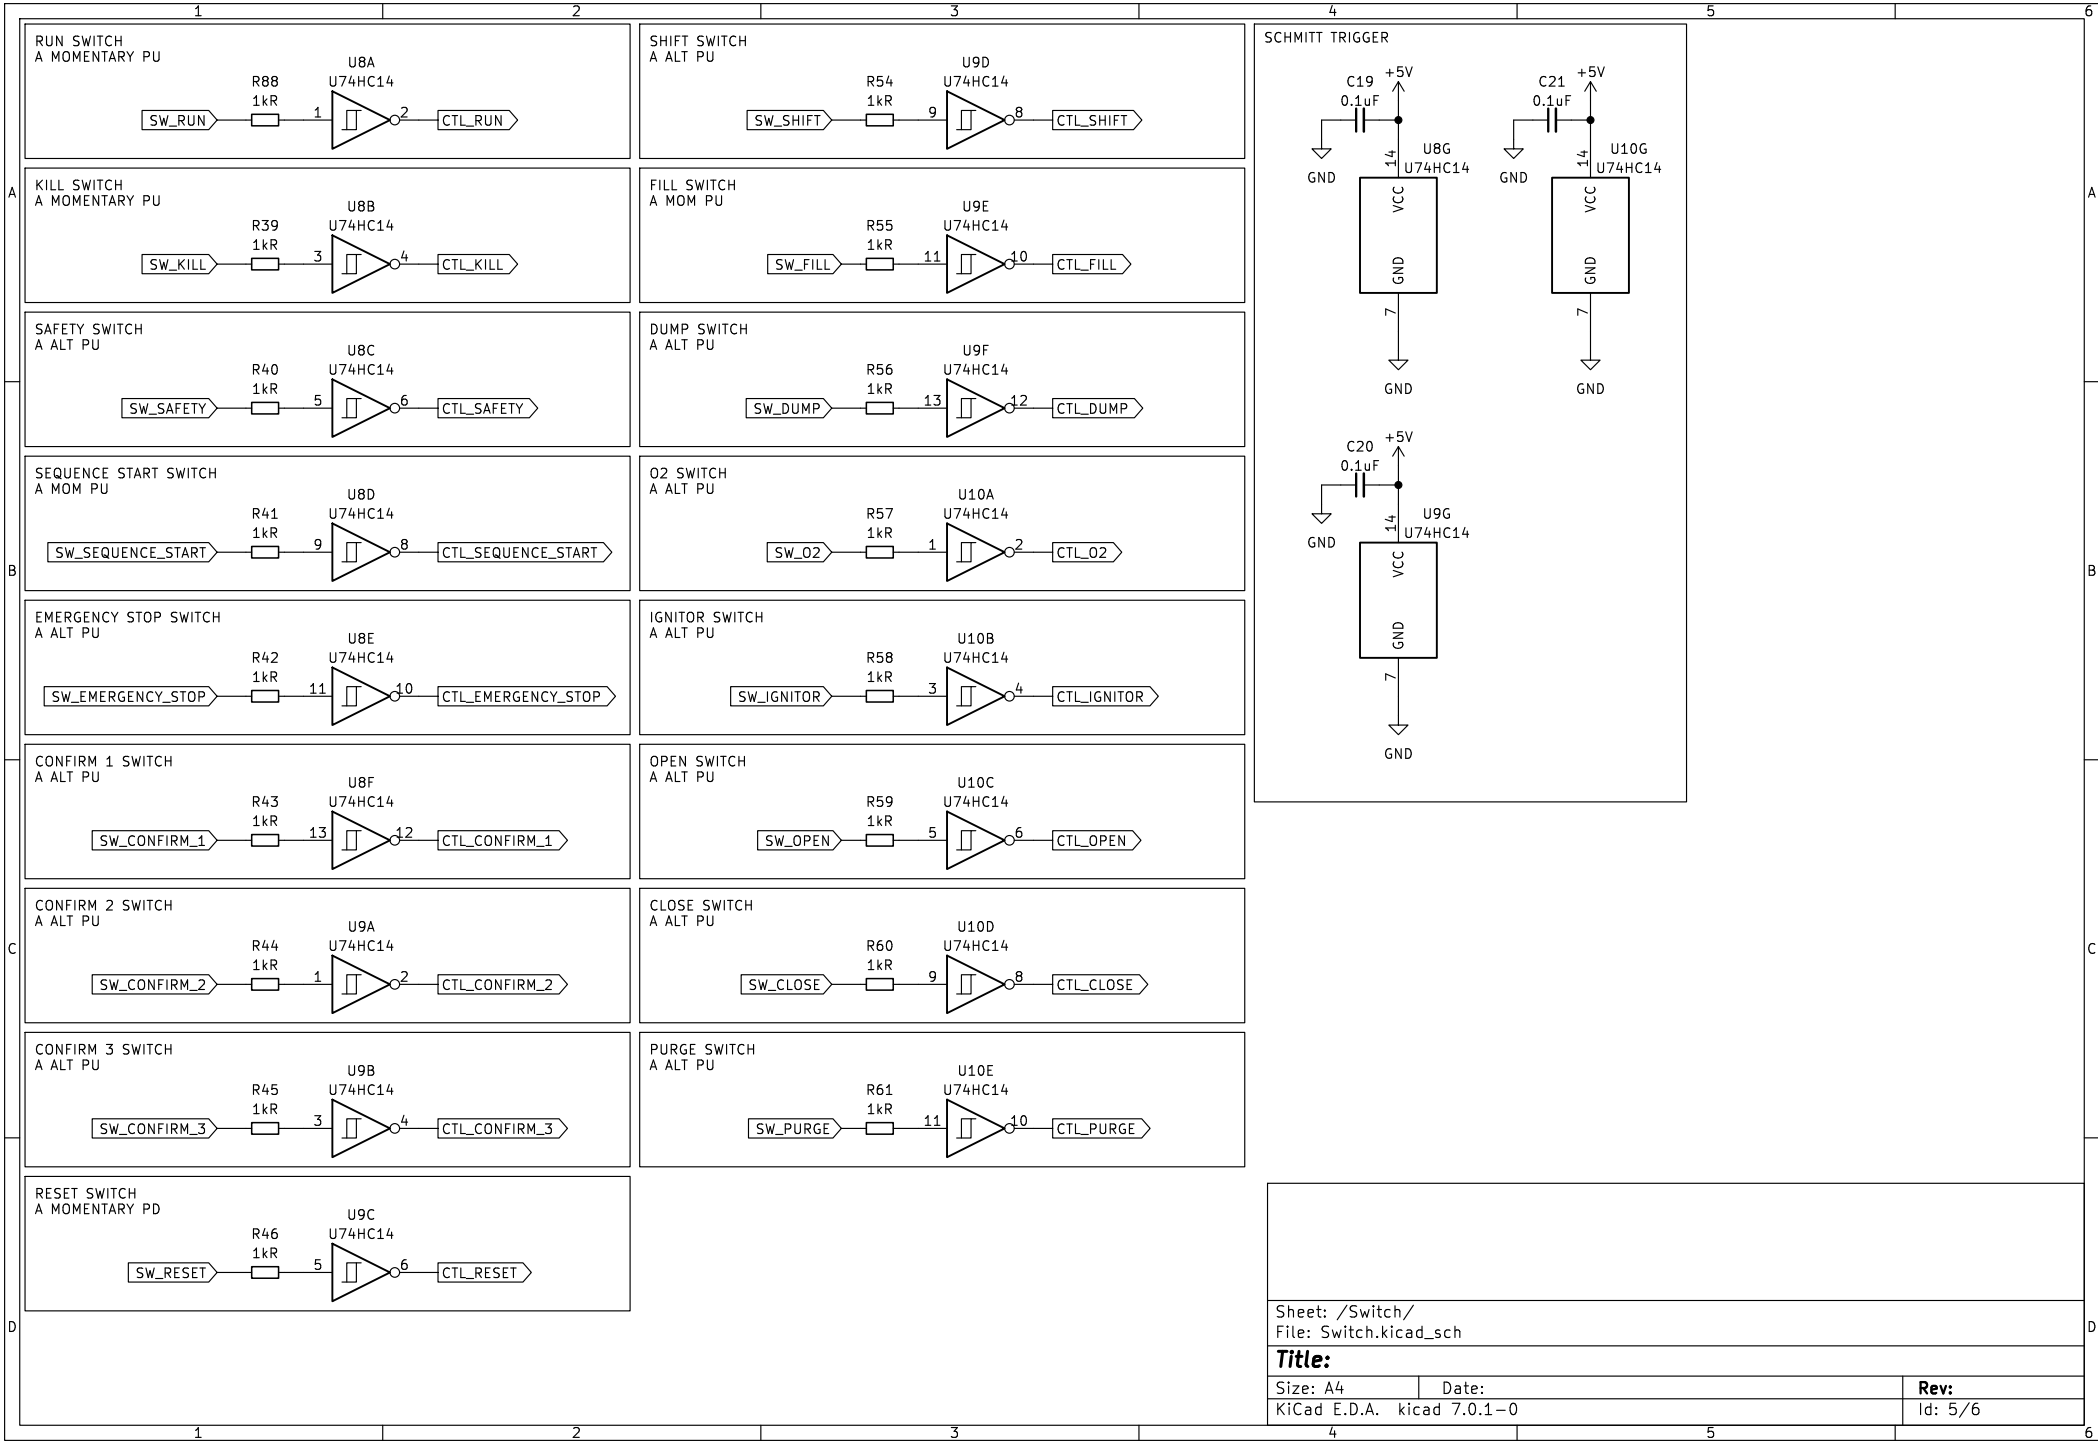 1 2 3 4 5 6
RUN SWITCH
A MOMENTARY PU
U8A
R88 U74HC14
1kR
SW_RUN 1 2 CTL_RUN
KILL SWITCH
A MOMENTARY PU
U8B
R39 U74HC14
1kR
SW_KILL 3 4 CTL_KILL
SAFETY SWITCH
A ALT PU
U8C
R40 U74HC14
1kR
SW_SAFETY 5 6 CTL_SAFETY
SEQUENCE START SWITCH
A MOM PU
U8D
R41 U74HC14
1kR
SW_SEQUENCE_START 9 8 CTL_SEQUENCE_START
EMERGENCY STOP SWITCH
A ALT PU
U8E
R42 U74HC14
1kR
SW_EMERGENCY_STOP 11 10 CTL_EMERGENCY_STOP
CONFIRM 1 SWITCH
A ALT PU
U8F
R43 U74HC14
1kR
SW_CONFIRM_1 13 12 CTL_CONFIRM_1
CONFIRM 2 SWITCH
A ALT PU
U9A
R44 U74HC14
1kR
SW_CONFIRM_2 1 2 CTL_CONFIRM_2
CONFIRM 3 SWITCH
A ALT PU
U9B
R45 U74HC14
1kR
SW_CONFIRM_3 3 4 CTL_CONFIRM_3
RESET SWITCH
A MOMENTARY PD
U9C
R46 U74HC14
1kR
SW_RESET 5 6 CTL_RESET
SHIFT SWITCH
A ALT PU
U9D
R54 U74HC14
1kR
SW_SHIFT 9 8 CTL_SHIFT
FILL SWITCH
A MOM PU
U9E
R55 U74HC14
1kR
SW_FILL 11 10 CTL_FILL
DUMP SWITCH
A ALT PU
U9F
R56 U74HC14
1kR
SW_DUMP 13 12 CTL_DUMP
O2 SWITCH
A ALT PU
U10A
R57 U74HC14
1kR
SW_O2 1 2 CTL_O2
IGNITOR SWITCH
A ALT PU
U10B
R58 U74HC14
1kR
SW_IGNITOR 3 4 CTL_IGNITOR
OPEN SWITCH
A ALT PU
U10C
R59 U74HC14
1kR
SW_OPEN 5 6 CTL_OPEN
CLOSE SWITCH
A ALT PU
U10D
R60 U74HC14
1kR
SW_CLOSE 9 8 CTL_CLOSE
PURGE SWITCH
A ALT PU
U10E
R61 U74HC14
1kR
SW_PURGE 11 10 CTL_PURGE
SCHMITT TRIGGER
C19 +5V
0.1uF
GND
14
U8G
U74HC14
VCC
GND
7
GND
C21 +5V
0.1uF
GND
14
U10G
U74HC14
VCC
GND
7
GND
C20 +5V
0.1uF
GND
14
U9G
U74HC14
VCC
GND
7
GND
A A
B B
C C
D D
Sheet: /Switch/
File: Switch.kicad_sch
Title:
Size: A4 Date: Rev:
KiCad E.D.A. kicad 7.0.1-0 Id: 5/6
1 2 3 4 5 6